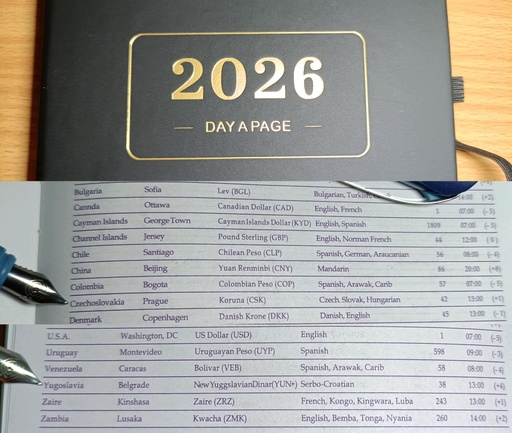 2026
DAY A PAGE
Bulgaria Sofia Lev (BGL) Bulgarian, Turkish
Canada Ottawa Canadian Dollar (CAD) English, French 1 07:00 (-5)
Cayman Islands George Town Cayman Islands Dollar (KYD) English, Spanish 1809 07:00 (-5)
Channel Islands Jersey Pound Sterling (GBP) English, Norman French 44 12:00 (0)
Chile Santiago Chilean Peso (CLP) Spanish, German, Araucanian 56 08:00 (-4)
China Beijing Yuan Renminbi (CNY) Mandarin 86 20:00 (+8)
Colombia Bogota Colombian Peso (COP) Spanish, Arawak, Carib 57 07:00 (-5)
Czechoslovakia Prague Koruna (CSK) Czech, Slovak, Hungarian 42 13:00 (+1)
Denmark Copenhagen Danish Krone (DKK) Danish, English 45 13:00 (-1)
U.S.A. Washington, DC US Dollar (USD) English 1 07:00 (-5)
Uruguay Montevideo Uruguayan Peso (UYP) Spanish 598 09:00 (-3)
Venezuela Caracas Bolivar (VEB) Spanish, Arawak, Carib 58 08:00 (-4)
Yugoslavia Belgrade New YuggslavianDinar(YUN+) Serbo-Croatian 38 13:00 (+6)
Zaire Kinshasa Zaire (ZRZ) French, Kongo, Kingwara, Luba 243 13:00 (+1)
Zambia Lusaka Kwacha (ZMK) English, Bemba, Tonga, Nyania 260 14:00 (+2)